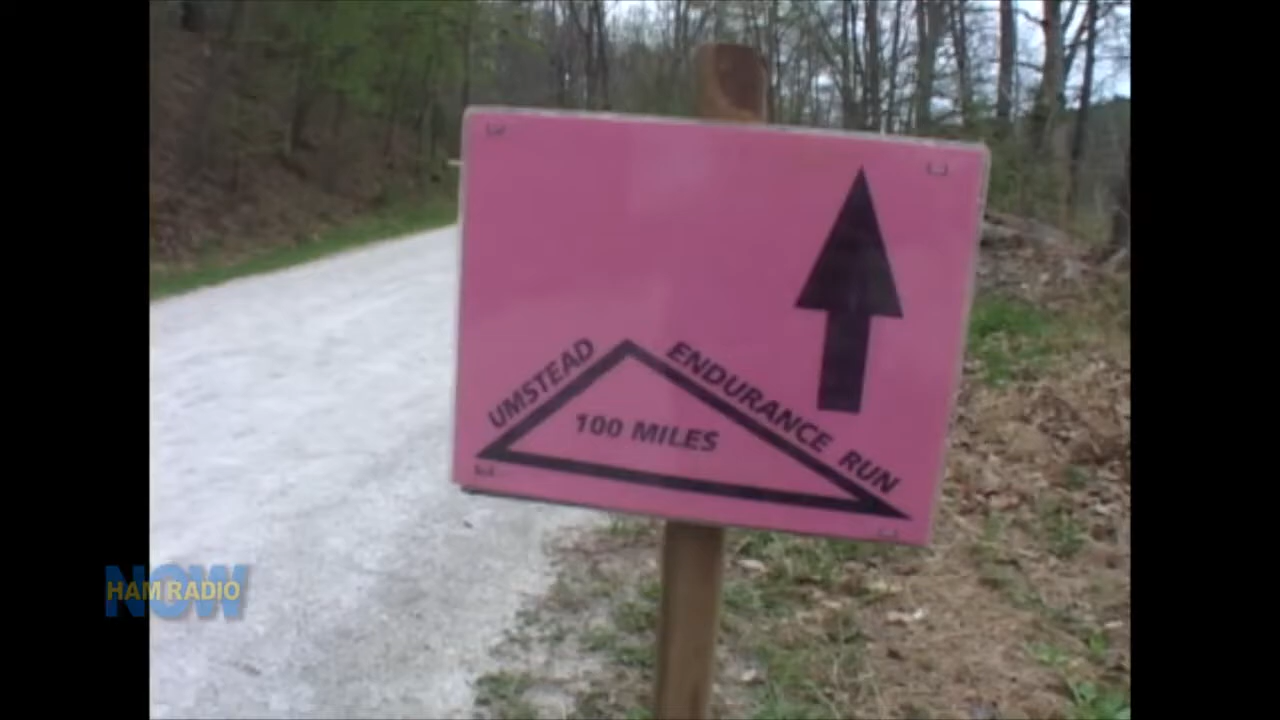 UMSTEAD
ENDURANCE RUN
100 MILES
HAM RADIO
NOW